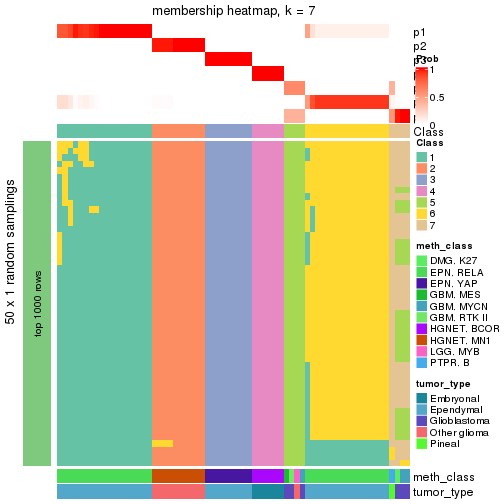 membership heatmap, k = 7
p1
p2
p3
Prob
1
0.5
0
Class
Class
1
2
3
4
5
6
7
meth_class
DMG. K27
EPN. RELA
EPN. YAP
GBM. MES
GBM. MYCN
GBM. RTK II
HGNET. BCOR
HGNET. MN1
LGG. MYB
PTPR. B
tumor_type
Embryonal
Ependymal
Glioblastoma
Other glioma
Pineal
50 x 1 random samplings
top 1000 rows
meth_class
tumor_type